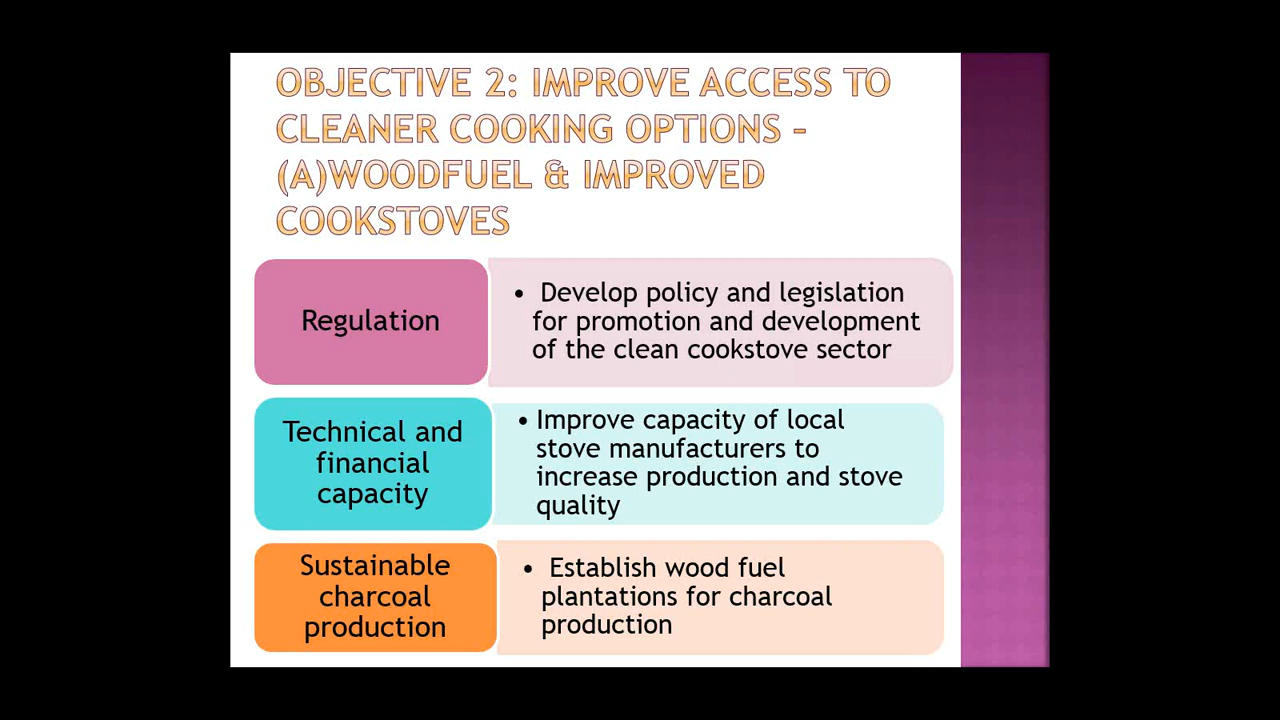 OBJECTIVE 2: IMPROVE ACCESS TO
CLEANER COOKING OPTIONS –
(A)WOODFUEL & IMPROVED
COOKSTOVES
Regulation
• Develop policy and legislation
for promotion and development
of the clean cookstove sector
Technical and
financial
capacity
• Improve capacity of local
stove manufacturers to
increase production and stove
quality
Sustainable
charcoal
production
• Establish wood fuel
plantations for charcoal
production